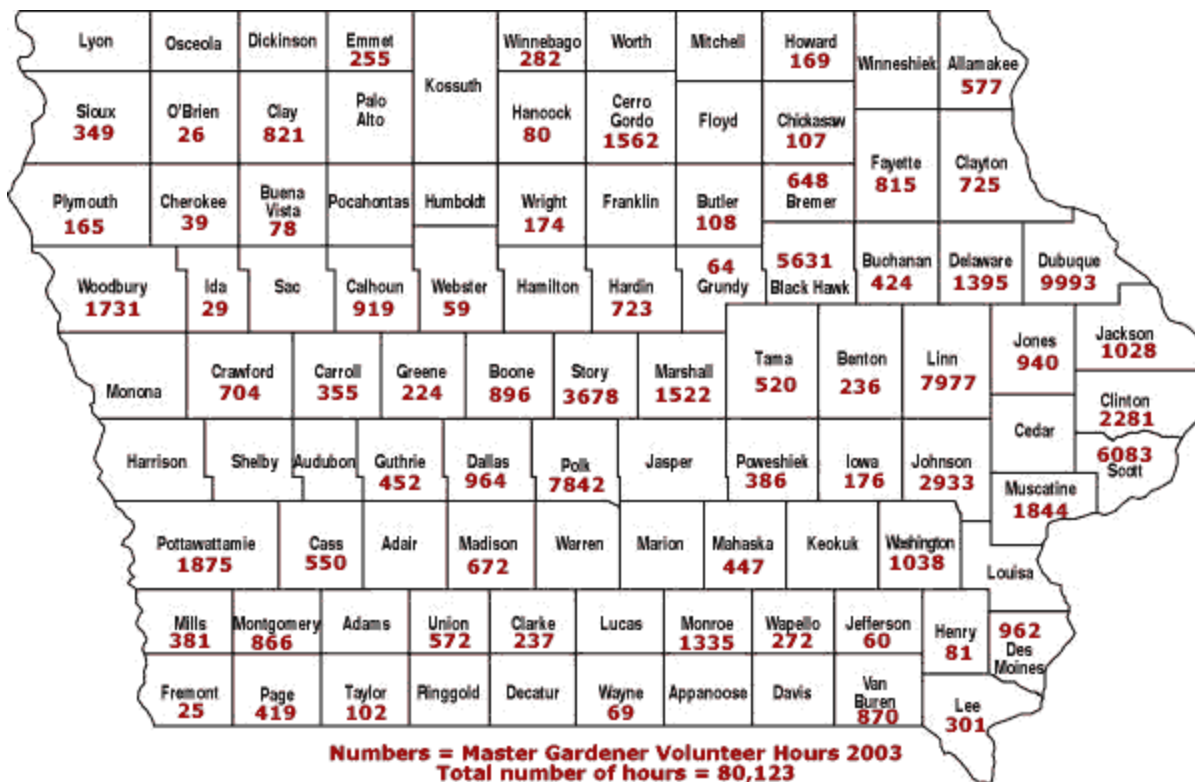 Lyon
Osceola
Dickinson
Emmet
255
Winnebago
282
Worth
Mitchell
Howard
169
Winneshiek
Allamakee
577
Kossuth
Sioux
349
O'Brien
26
Clay
821
Palo
Alto
Hancock
80
Cerro
Gordo
1562
Floyd
Chickasaw
107
Fayette
815
Clayton
725
Plymouth
165
Cherokee
39
Buena
Vista
78
Pocahontas
Humboldt
Wright
174
Franklin
Butler
108
648
Bremer
Woodbury
1731
Ida
29
Sac
Calhoun
919
Webster
59
Hamilton
Hardin
723
64
Grundy
5631
Black Hawk
Buchanan
424
Delaware
1395
Dubuque
9993
Monona
Crawford
704
Carroll
355
Greene
224
Boone
896
Story
3678
Marshall
1522
Tama
520
Benton
236
Linn
7977
Jones
940
Jackson
1028
Clinton
2281
Cedar
Harrison
Shelby
Audubon
Guthrie
452
Dallas
964
Polk
7842
Jasper
Poweshiek
386
Iowa
176
Johnson
2933
6083
Scott
Muscatine
1844
Pottawattamie
1875
Cass
550
Adair
Madison
672
Warren
Marion
Mahaska
447
Keokuk
Washington
1038
Louisa
Mills
381
Montgomery
866
Adams
Union
572
Clarke
237
Lucas
Monroe
1335
Wapello
272
Jefferson
60
Henry
81
962
Des
Moines
Fremont
25
Page
419
Taylor
102
Ringgold
Decatur
Wayne
69
Appanoose
Davis
Van
Buren
870
Lee
301
Numbers = Master Gardener Volunteer Hours 2003
Total number of hours = 80,123